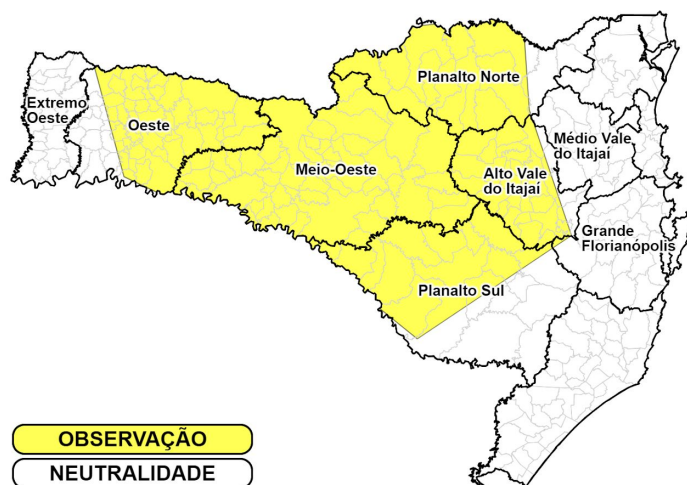 Planalto Norte
Extremo
Oeste
Oeste
Médio Vale
do Itajaí
Meio-Oeste
Alto Vale
do Itajaí
Grande
Florianópolis
Planalto Sul
OBSERVAÇÃO
NEUTRALIDADE